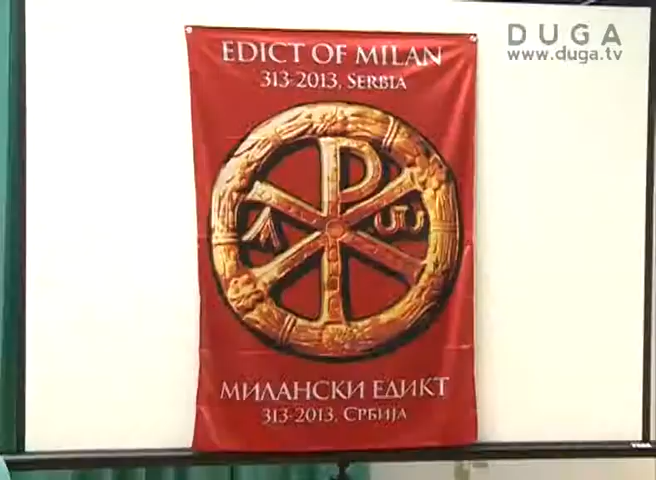 DUGA
www.duga.tv
EDICT OF MILAN
313-2013, SERBIA
МИЛАНСКИ ЕДИКТ
313-2013, СРБИЈА